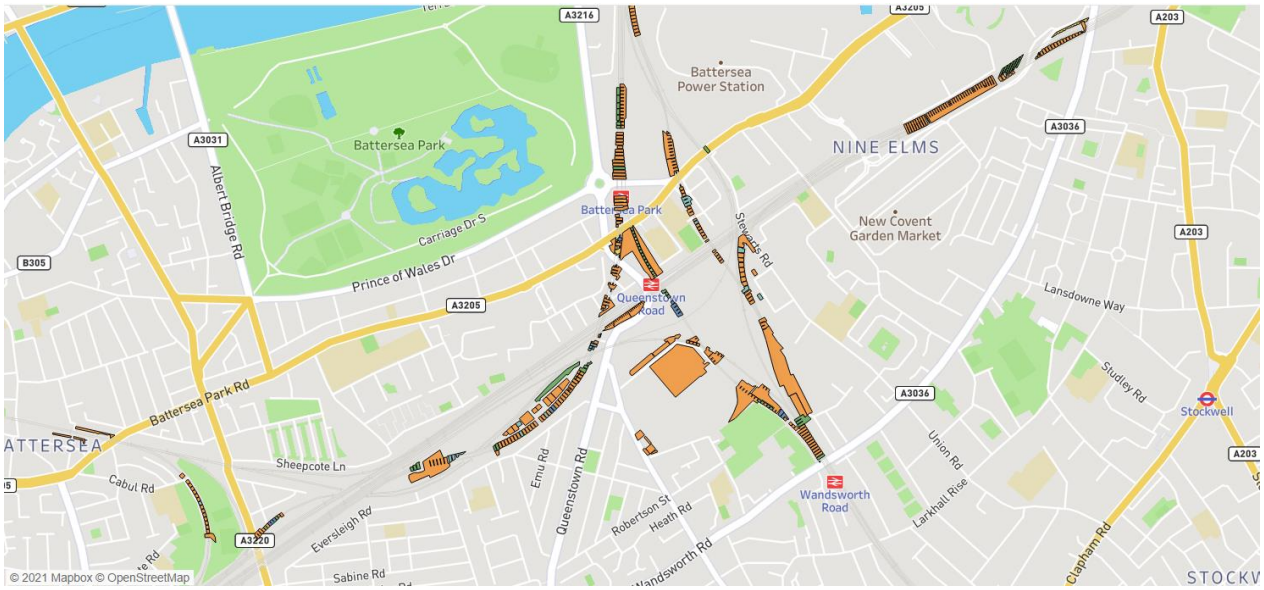 Terr
A3216
A3205
A203
Battersea
Power Station
A3031
Battersea Park
A3036
NINE ELMS
Albert Bridge Rd
Battersea Park
Carriage Dr S
Stewarts Rd
New Covent
Garden Market
A203
B305
Prince of Wales Dr
Queenstown
Road
Lansdowne Way
A3205
Studley Rd
Battersea Park Rd
A3036
Stockwell
ATTERSEA
Sheepcote Ln
Emu Rd
Queenstown Rd
Union Rd
A203
05
Cabul Rd
Wandsworth
Road
Larkhall Rise
Robertson St
Heath Rd
Eversleigh Rd
A3220
Clapham Rd
te Rd
Sabine Rd
Wandsworth Rd
© 2021 Mapbox © OpenStreetMap
STOCKW